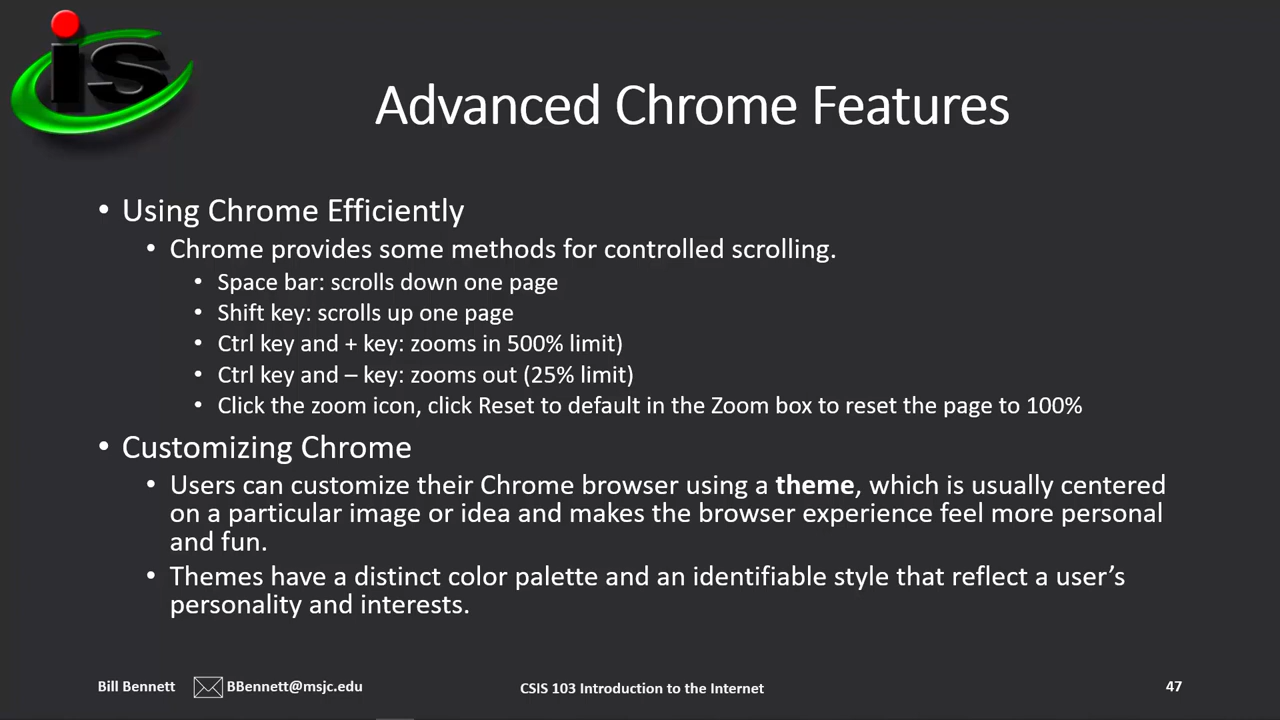 is
Advanced Chrome Features
• Using Chrome Efficiently
• Chrome provides some methods for controlled scrolling.
• Space bar: scrolls down one page
• Shift key: scrolls up one page
• Ctrl key and + key: zooms in 500% limit)
• Ctrl key and – key: zooms out (25% limit)
• Click the zoom icon, click Reset to default in the Zoom box to reset the page to 100%
• Customizing Chrome
• Users can customize their Chrome browser using a theme, which is usually centered
on a particular image or idea and makes the browser experience feel more personal
and fun.
• Themes have a distinct color palette and an identifiable style that reflect a user’s
personality and interests.
Bill Bennett BBennett@msjc.edu CSIS 103 Introduction to the Internet 47